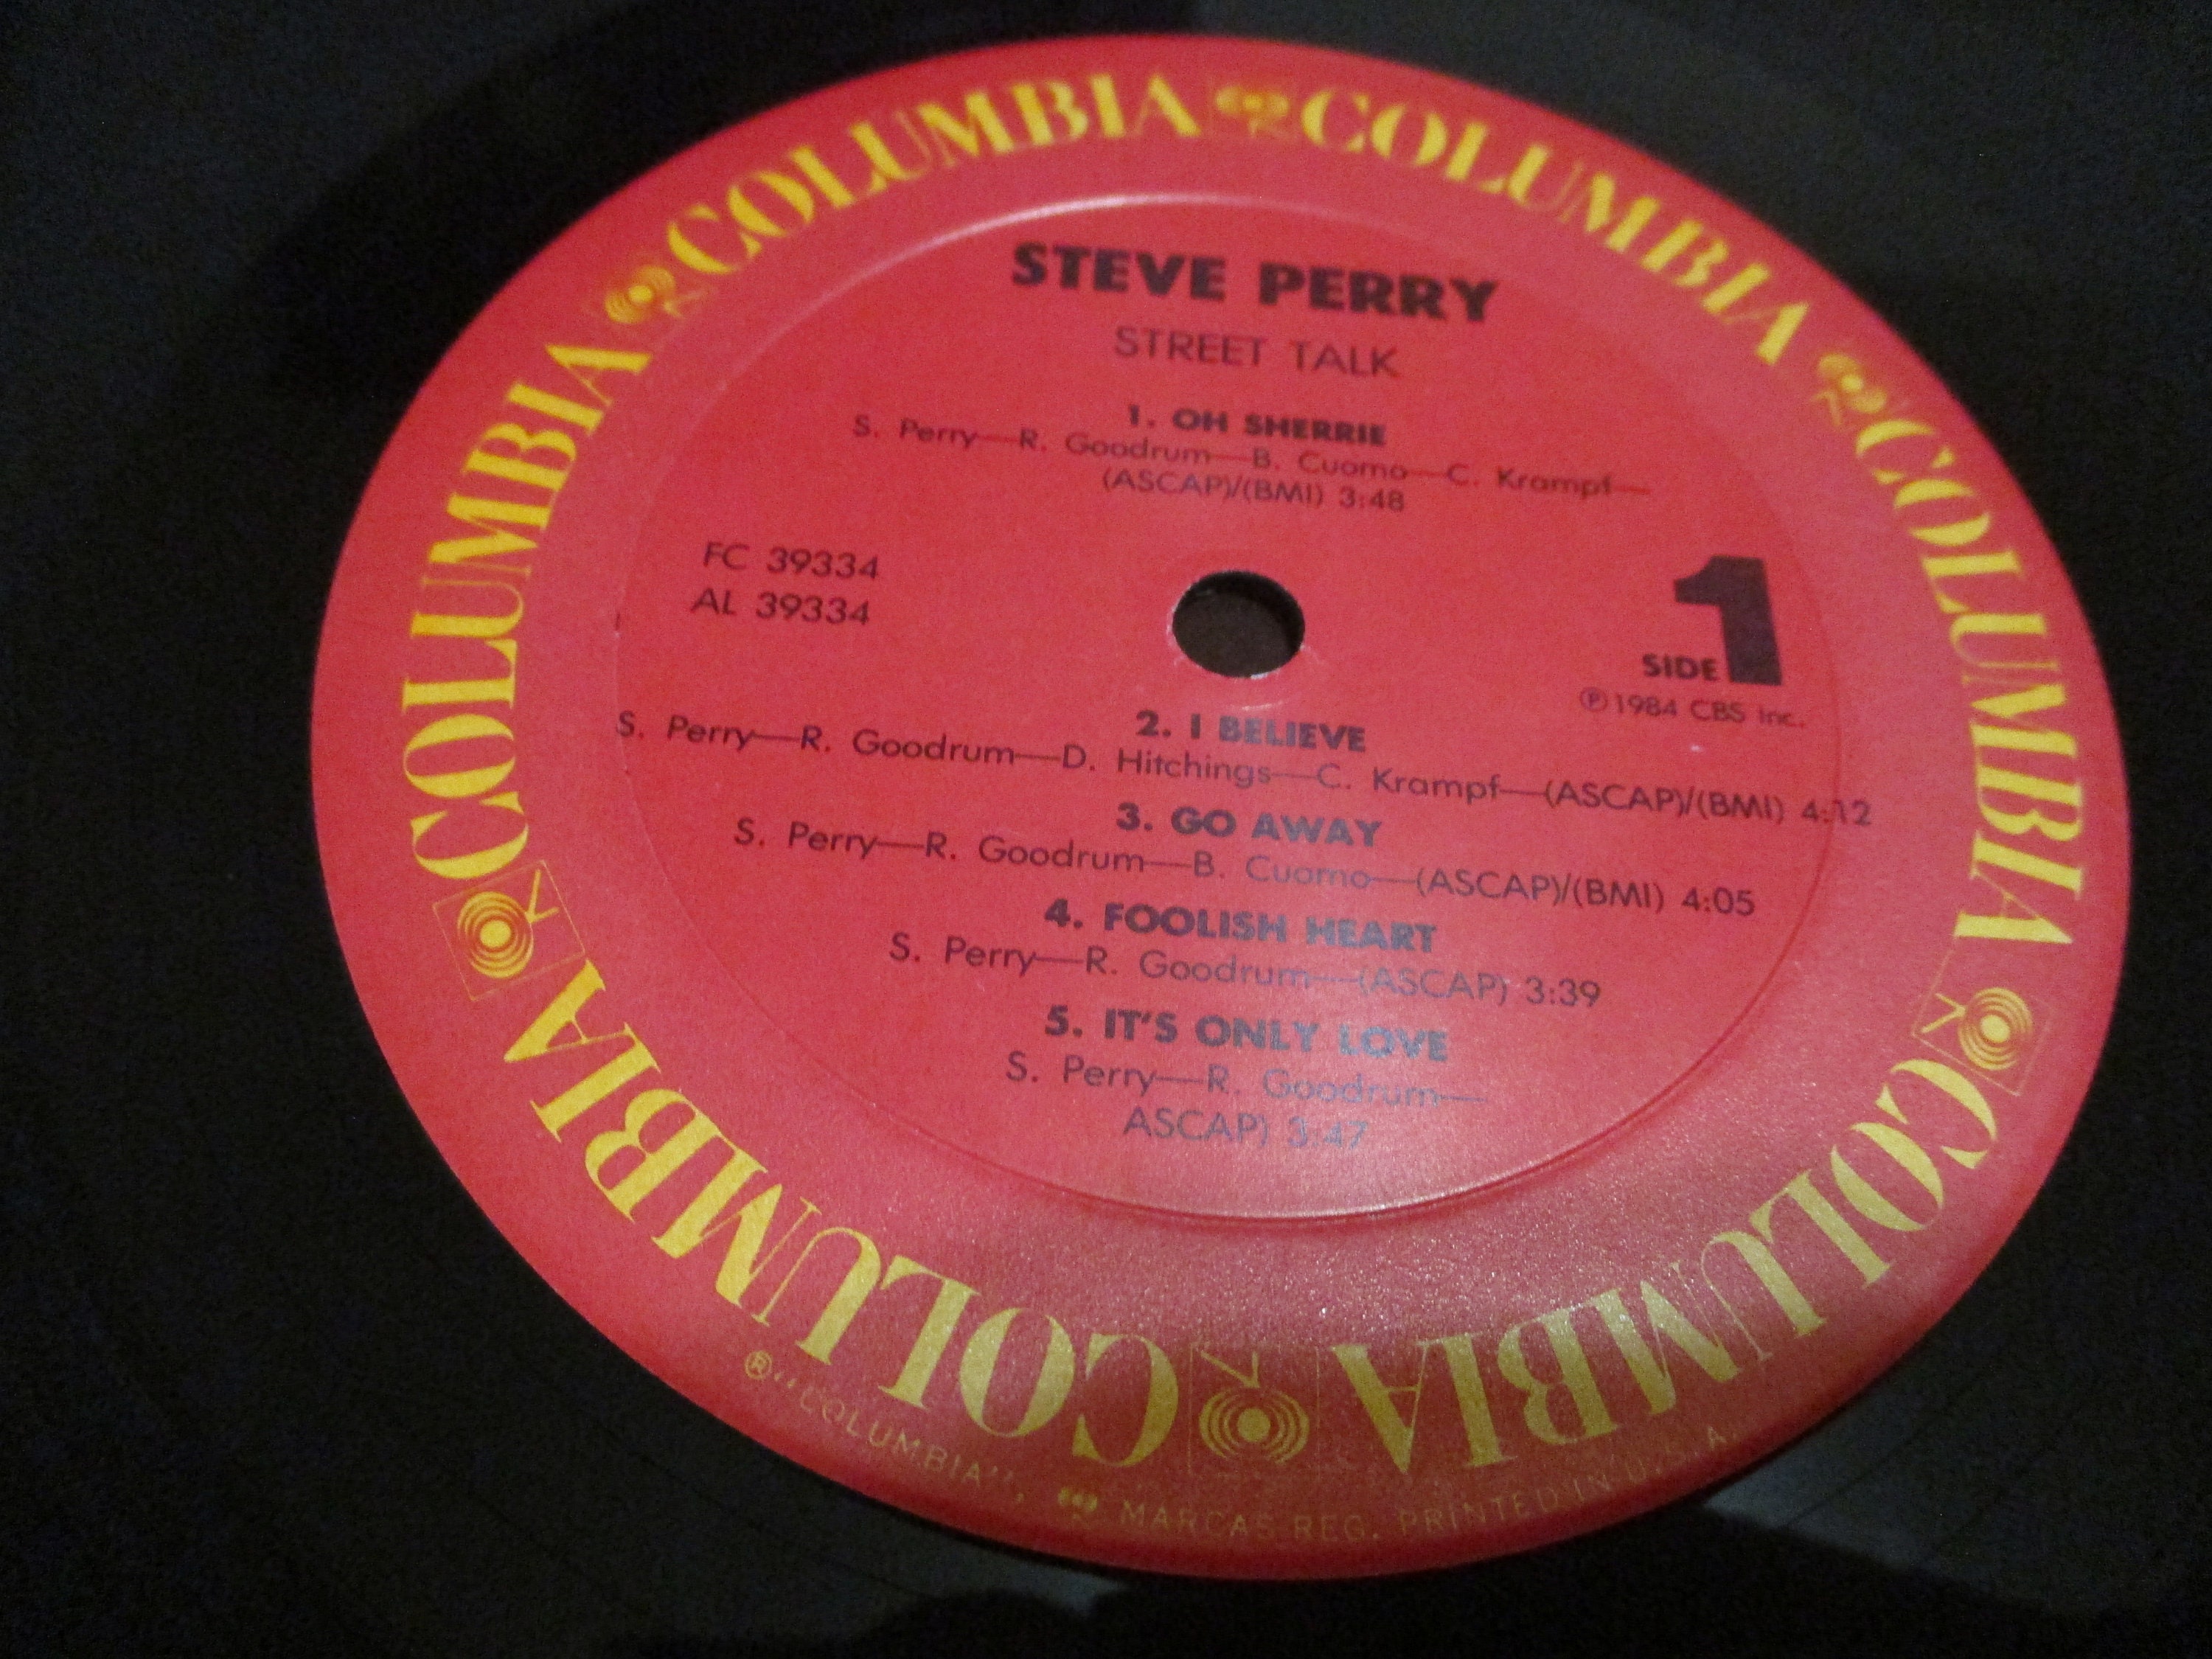 COLUMBIA COLUMBIA COLUMBIA COLUMBIA COLUMBIA COLUMBIA
STEVE PERRY
STREET TALK
1. OH SHERRIE
S. Perry—R. Goodrum—B. Cuomo—C. Krampf—
(ASCAP)/(BMI) 3:48
FC 39334
AL 39334
SIDE 1
℗ 1984 CBS Inc.
2. I BELIEVE
S. Perry—R. Goodrum—D. Hitchings—C. Krampf—(ASCAP)/(BMI) 4:12
3. GO AWAY
S. Perry—R. Goodrum—B. Cuomo—(ASCAP)/(BMI) 4:05
4. FOOLISH HEART
S. Perry—R. Goodrum—(ASCAP) 3:39
5. IT'S ONLY LOVE
S. Perry—R. Goodrum—
ASCAP) 3:47
® "COLUMBIA", MARCAS REG. PRINTED IN U.S.A.